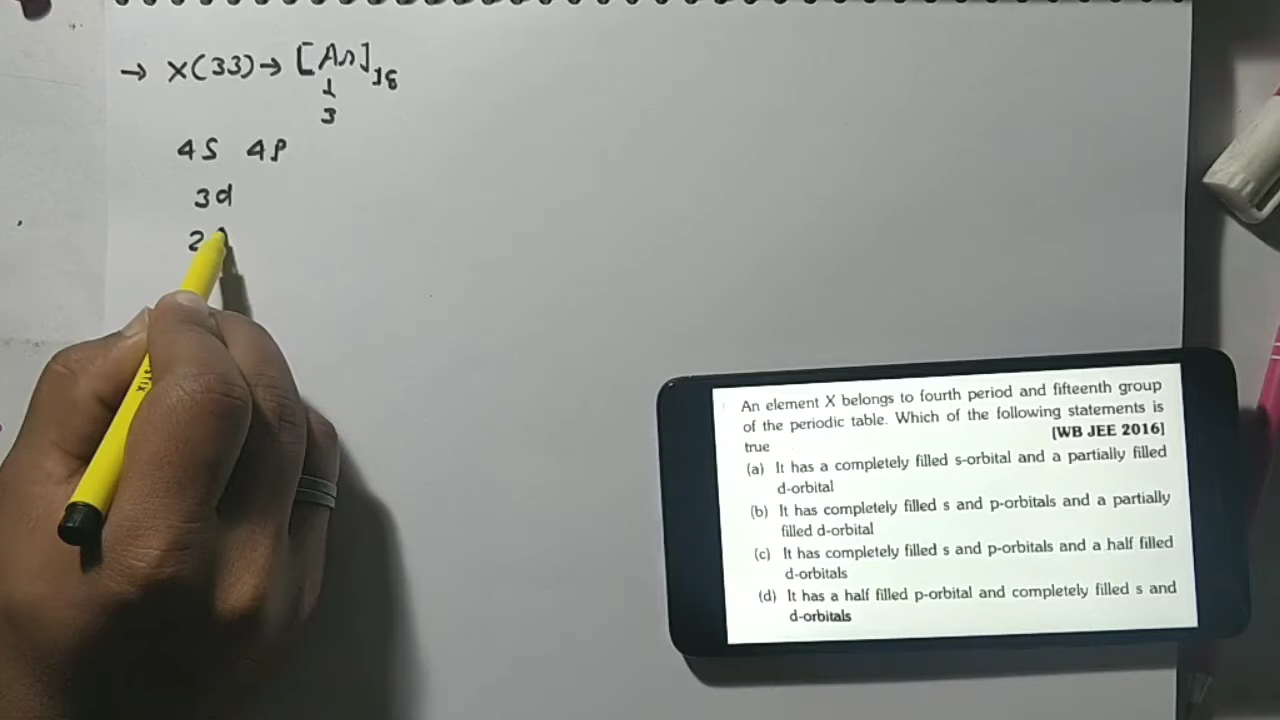 → X(33) → [Ar]18
↓
3
4s 4p
3d
2
An element X belongs to fourth period and fifteenth group
of the periodic table. Which of the following statements is
true [WB JEE 2016]
(a) It has a completely filled s-orbital and a partially filled
d-orbital
(b) It has completely filled s and p-orbitals and a partially
filled d-orbital
(c) It has completely filled s and p-orbitals and a half filled
d-orbitals
(d) It has a half filled p-orbital and completely filled s and
d-orbitals